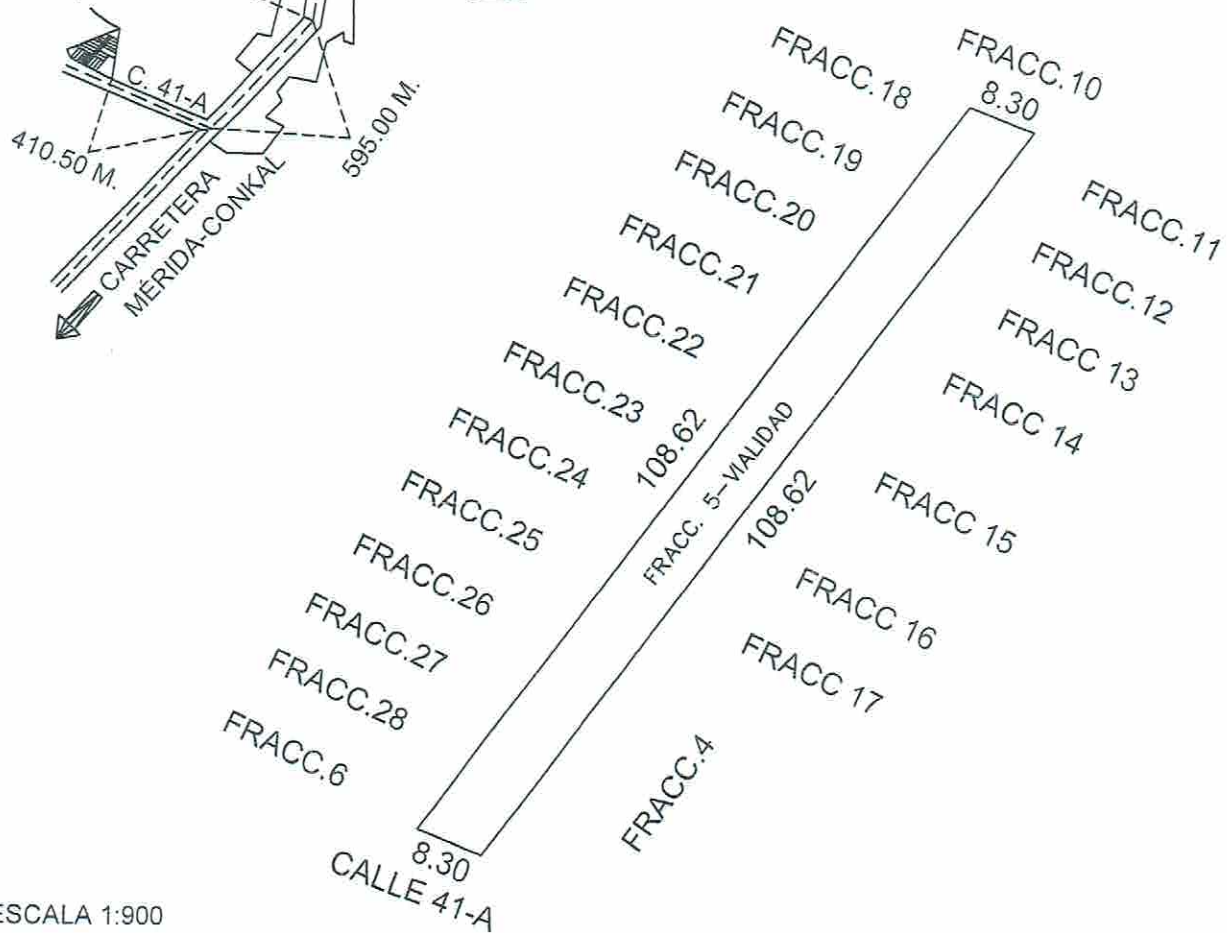 C. 41-A
410.50 M.
595.00 M.
CARRETERA
MÉRIDA-CONKAL
FRACC. 10
8.30
FRACC. 18
FRACC.19
FRACC.20
FRACC.21
FRACC.22
FRACC.23
FRACC.24
FRACC.25
FRACC.26
FRACC.27
FRACC.28
FRACC.6
108.62
FRACC. 5- VIALIDAD
108.62
FRACC.11
FRACC.12
FRACC 13
FRACC 14
FRACC 15
FRACC 16
FRACC 17
FRACC.4
8.30
CALLE 41-A
ESCALA 1:900